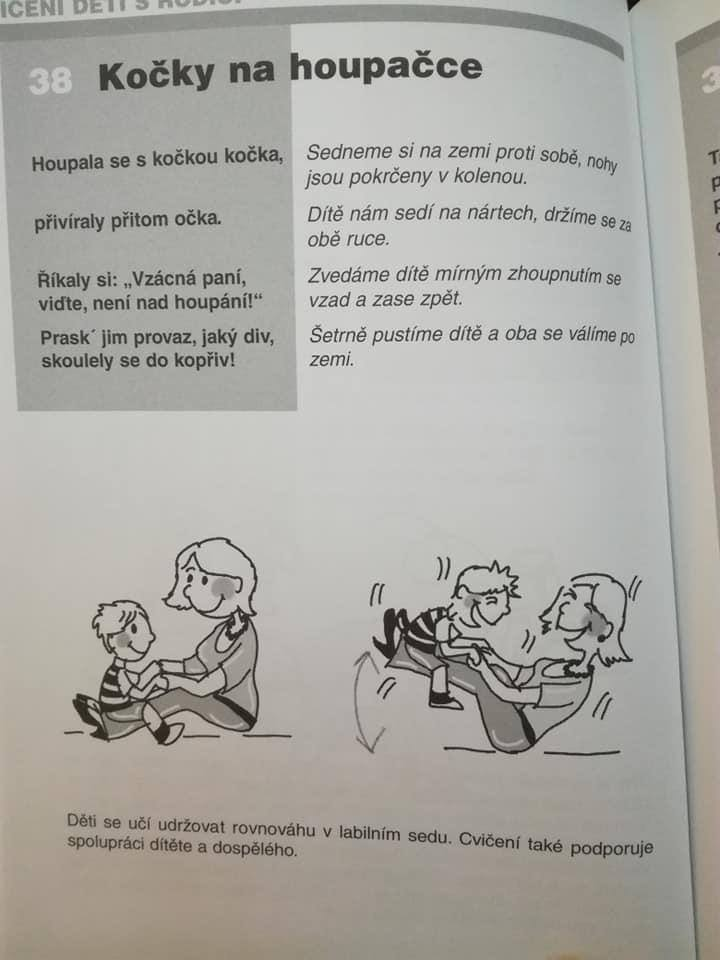 DĚTÍ S
38 Kočky na houpačce
Houpala se s kočkou kočka,
Sedneme si na zemi proti sobě, nohy
jsou pokrčeny v kolenou.
přivíraly přitom očka.
Dítě nám sedí na nártech, držíme se za
obě ruce.
Říkaly si: „Vzácná paní,
viďte, není nad houpání!“
Zvedáme dítě mírným zhoupnutím se
vzad a zase zpět.
Prask´ jim provaz, jaký div,
skoulely se do kopřiv!
Šetrně pustíme dítě a oba se válíme po
zemi.
Děti se učí udržovat rovnováhu v labilním sedu. Cvičení také podporuje
spolupráci dítěte a dospělého.